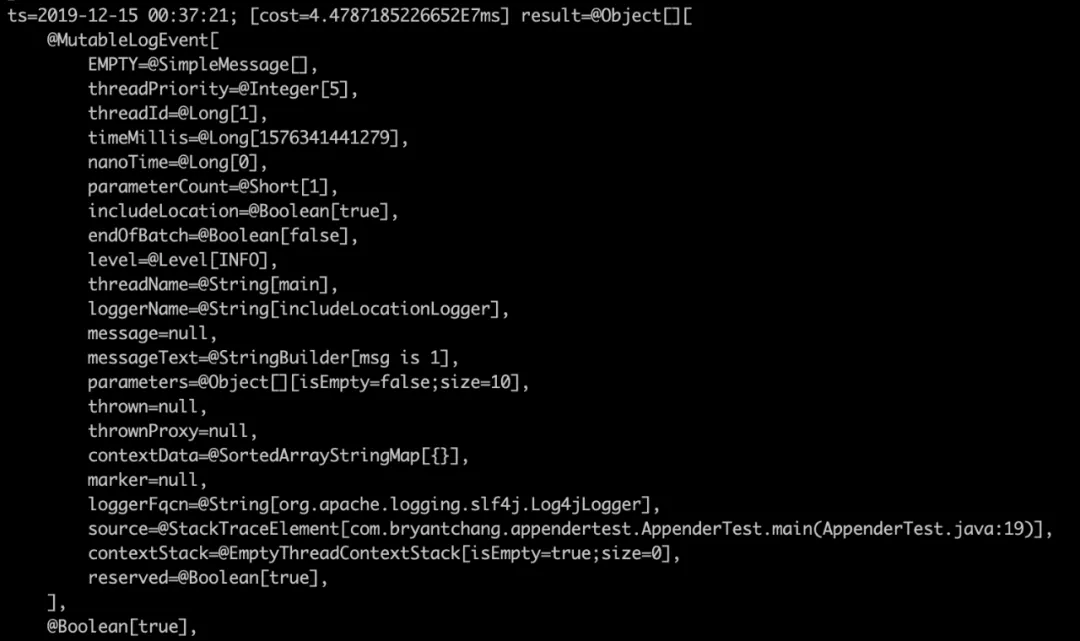 ts=2019-12-15 00:37:21; [cost=4.4787185226652E7ms] result=@Object[][
@MutableLogEvent[
EMPTY=@SimpleMessage[],
threadPriority=@Integer[5],
threadId=@Long[1],
timeMillis=@Long[1576341441279],
nanoTime=@Long[0],
parameterCount=@Short[1],
includeLocation=@Boolean[true],
endOfBatch=@Boolean[false],
level=@Level[INFO],
threadName=@String[main],
loggerName=@String[includeLocationLogger],
message=null,
messageText=@StringBuilder[msg is 1],
parameters=@Object[][isEmpty=false;size=10],
thrown=null,
thrownProxy=null,
contextData=@SortedArrayStringMap[{}],
marker=null,
loggerFqcn=@String[org.apache.logging.slf4j.Log4jLogger],
source=@StackTraceElement[com.bryantchang.appendertest.AppenderTest.main(AppenderTest.java:19)],
contextStack=@EmptyThreadContextStack[isEmpty=true;size=0],
reserved=@Boolean[true],
],
@Boolean[true],